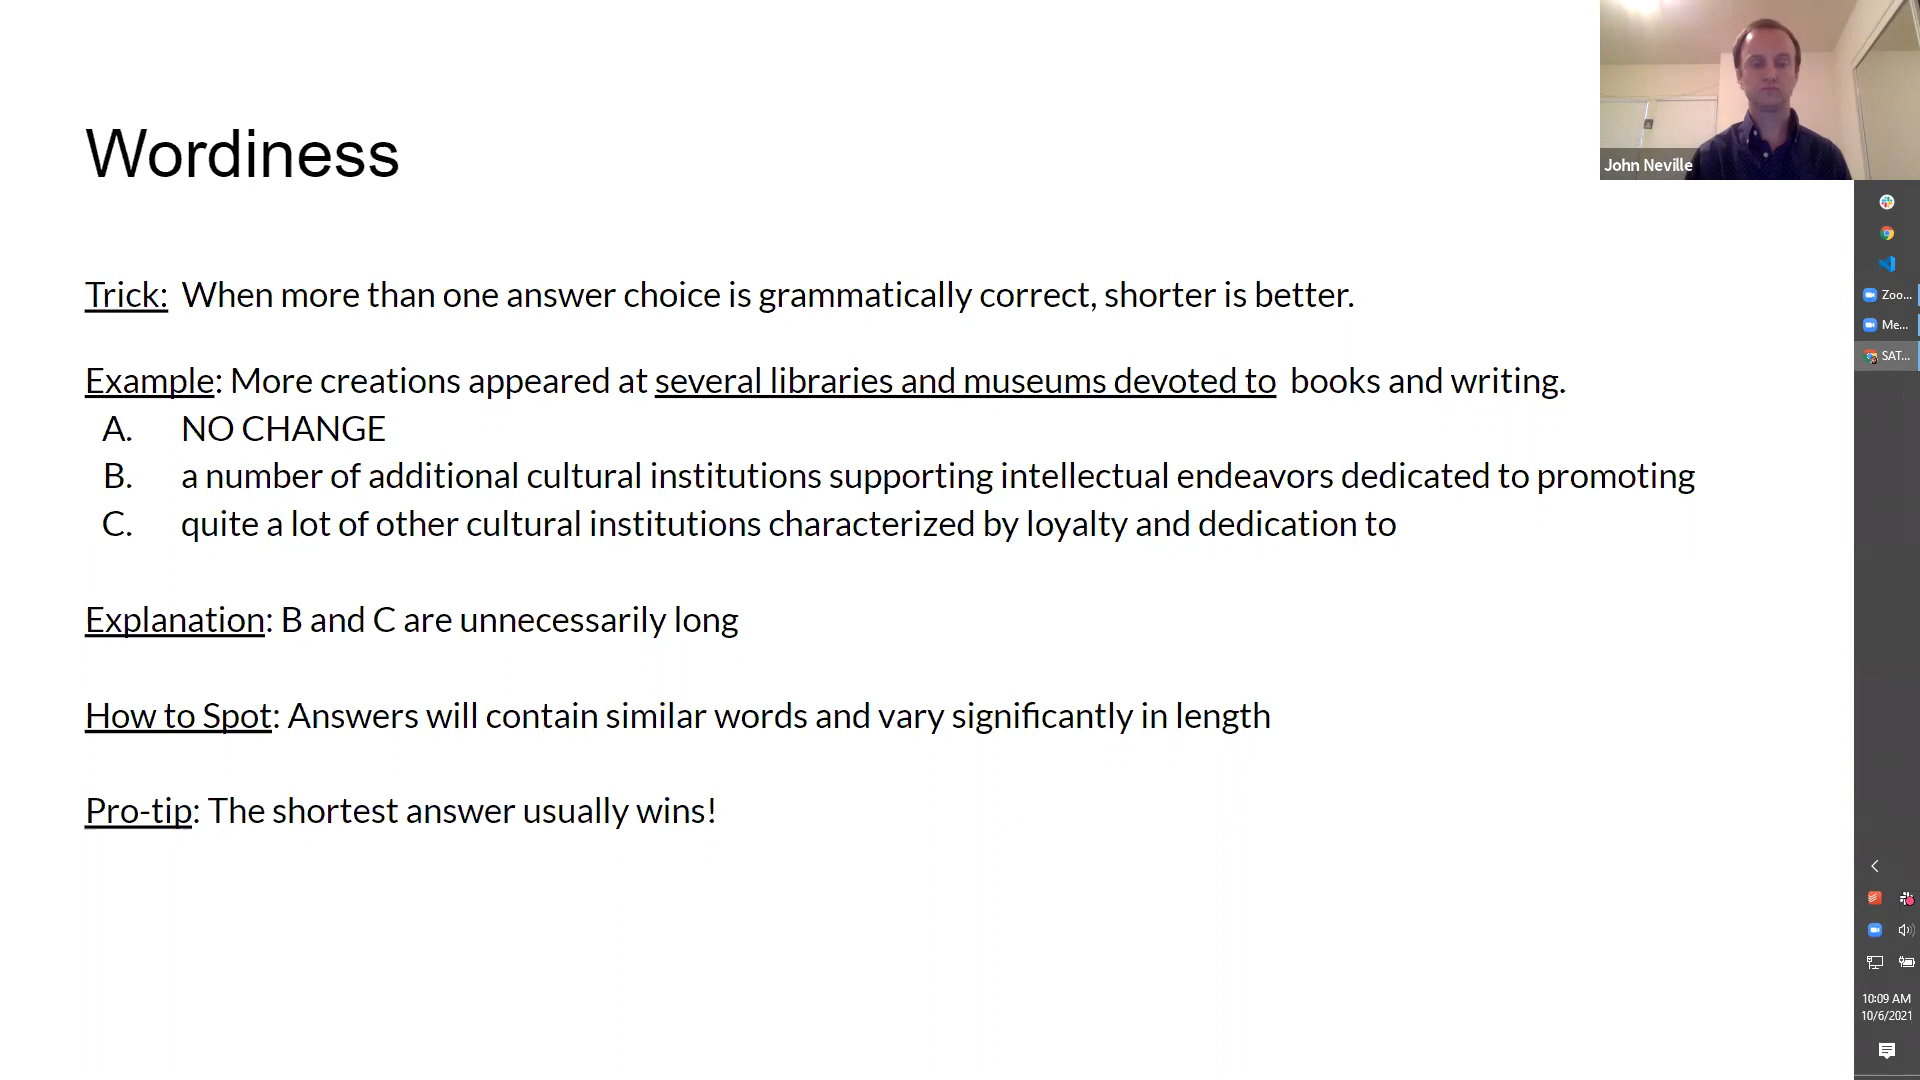 Wordiness
John Neville
Trick: When more than one answer choice is grammatically correct, shorter is better.
Example: More creations appeared at several libraries and museums devoted to books and writing.
A. NO CHANGE
B. a number of additional cultural institutions supporting intellectual endeavors dedicated to promoting
C. quite a lot of other cultural institutions characterized by loyalty and dedication to
Explanation: B and C are unnecessarily long
How to Spot: Answers will contain similar words and vary significantly in length
Pro-tip: The shortest answer usually wins!
Zoo...
Me...
SAT...
10:09 AM
10/6/2021